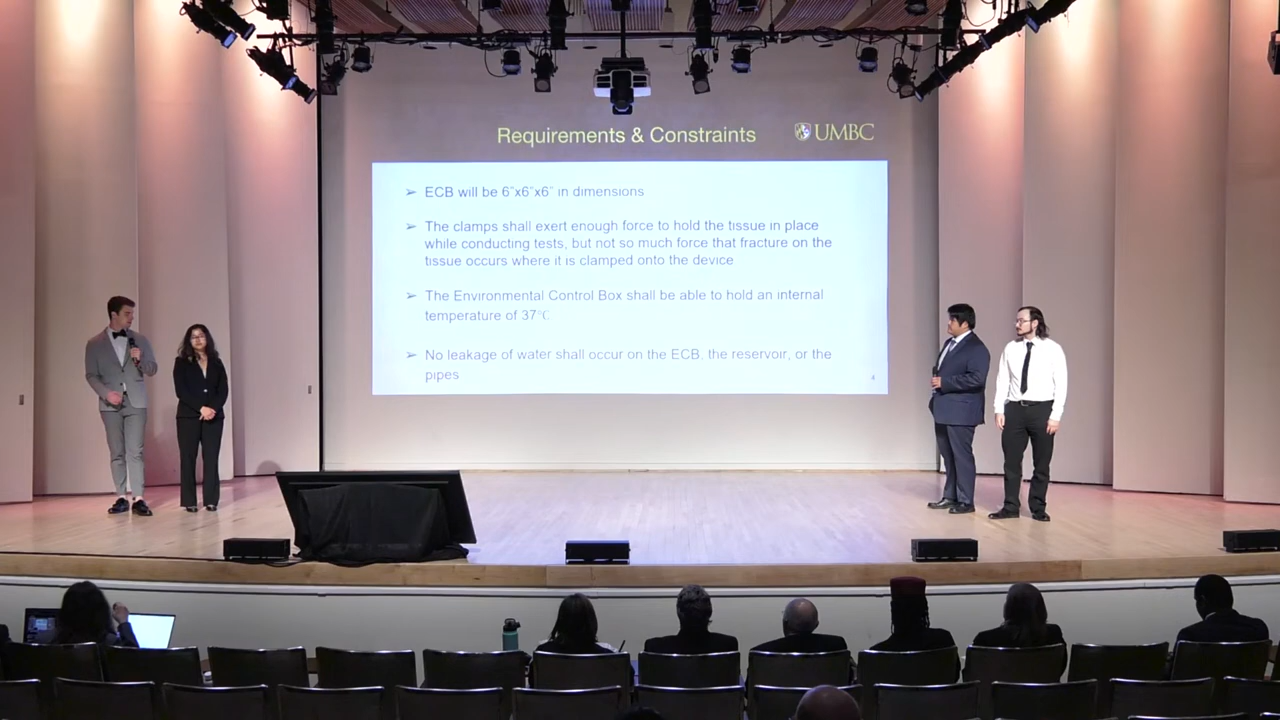 Requirements & Constraints
UMBC
➢ ECB will be 6"x6"x6" in dimensions
➢ The clamps shall exert enough force to hold the tissue in place
while conducting tests, but not so much force that fracture on the
tissue occurs where it is clamped onto the device
➢ The Environmental Control Box shall be able to hold an internal
temperature of 37℃
➢ No leakage of water shall occur on the ECB, the reservoir, or the
pipes
4